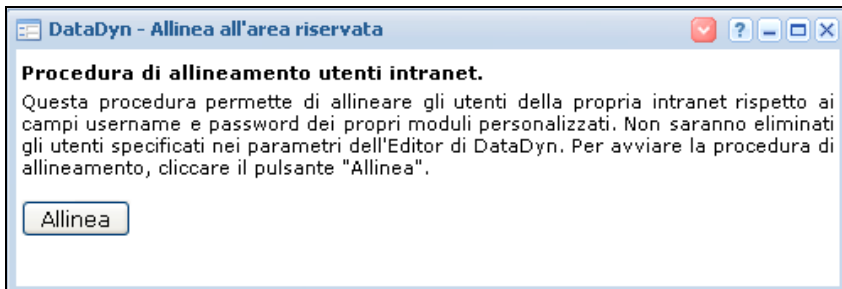 DataDyn - Allinea all'area riservata
Procedura di allineamento utenti intranet.
Questa procedura permette di allineare gli utenti della propria intranet rispetto ai
campi username e password dei propri moduli personalizzati. Non saranno eliminati
gli utenti specificati nei parametri dell'Editor di DataDyn. Per avviare la procedura di
allineamento, cliccare il pulsante "Allinea".
Allinea